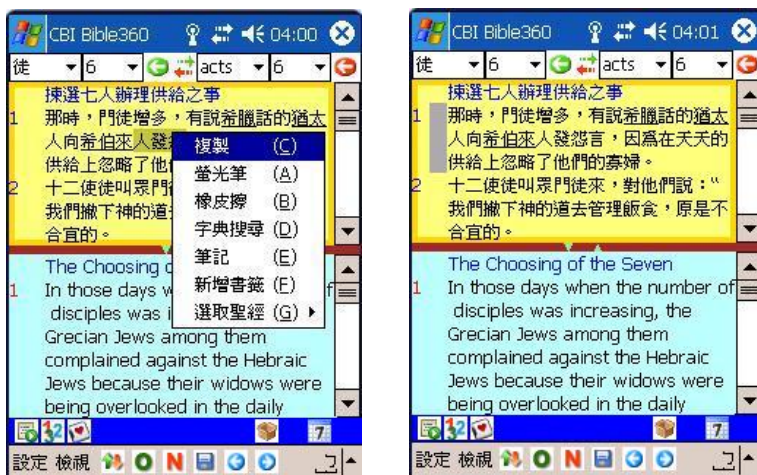 CBI Bible360 04:00
徒 6 acts 6
揀選七人辦理供給之事
1 那時，門徒增多，有說希臘話的猶太
人向希伯來人發怨
供給上忽略了他
2 十二使徒叫眾門
我們撇下神的道
合宜的。
複製 (C)
螢光筆 (A)
橡皮擦 (B)
字典搜尋 (D)
筆記 (E)
新增書籤 (F)
選取聖經 (G)
The Choosing o
1 In those days w f
disciples was i
Grecian Jews among them
complained against the Hebraic
Jews because their widows were
being overlooked in the daily
7
設定 檢視 O N
CBI Bible360 04:01
徒 6 acts 6
揀選七人辦理供給之事
1 那時，門徒增多，有說希臘話的猶太
人向希伯來人發怨言，因為在天天的
供給上忽略了他們的寡婦。
2 十二使徒叫眾門徒來，對他們說：“
我們撇下神的道去管理飯食，原是不
合宜的。
The Choosing of the Seven
1 In those days when the number of
disciples was increasing, the
Grecian Jews among them
complained against the Hebraic
Jews because their widows were
being overlooked in the daily
7
設定 檢視 O N